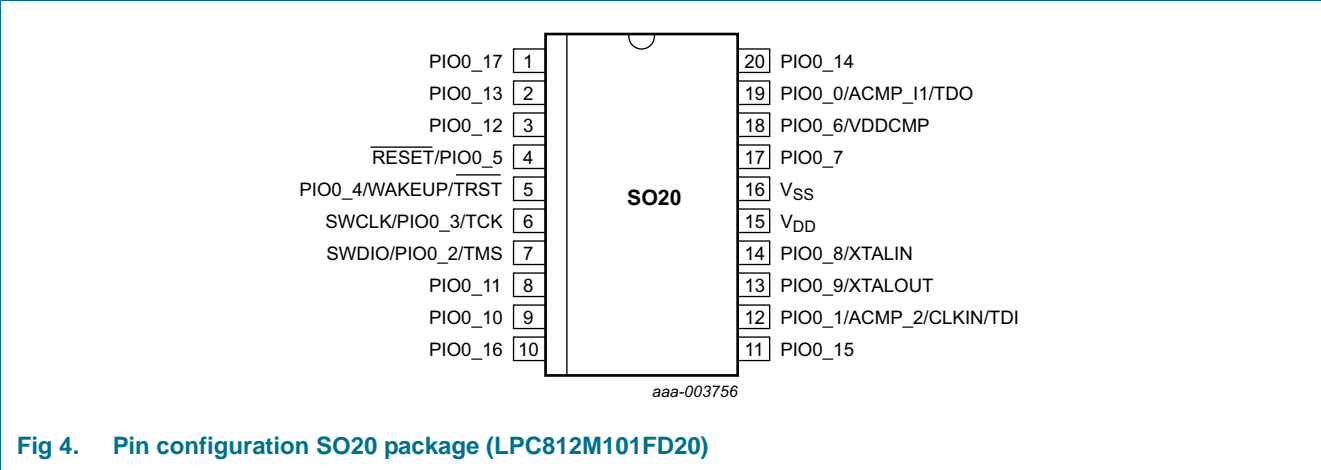 PIO0_17 1
PIO0_13 2
PIO0_12 3
RESET/PIO0_5 4
PIO0_4/WAKEUP/TRST 5
SWCLK/PIO0_3/TCK 6
SWDIO/PIO0_2/TMS 7
PIO0_11 8
PIO0_10 9
PIO0_16 10
SO20
20 PIO0_14
19 PIO0_0/ACMP_I1/TDO
18 PIO0_6/VDDCMP
17 PIO0_7
16 VSS
15 VDD
14 PIO0_8/XTALIN
13 PIO0_9/XTALOUT
12 PIO0_1/ACMP_2/CLKIN/TDI
11 PIO0_15
aaa-003756
Fig 4. Pin configuration SO20 package (LPC812M101FD20)